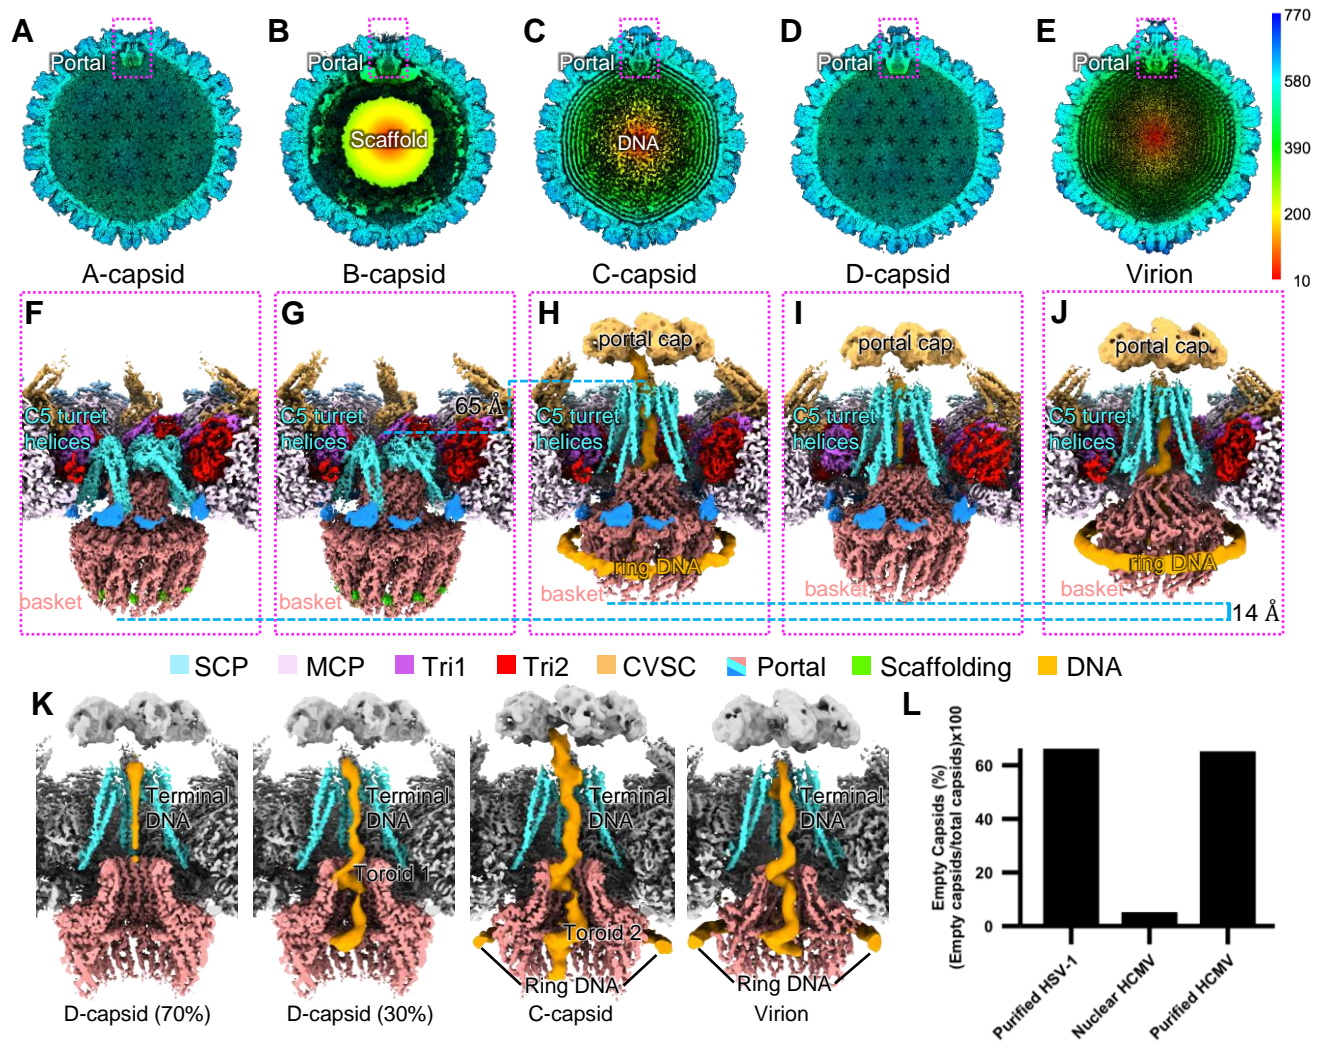 A
B
C
D
E
Portal
Portal
Portal
Portal
Portal
Scaffold
DNA
770
580
390
200
10
A-capsid
B-capsid
C-capsid
D-capsid
Virion
F
G
H
I
J
portal cap
portal cap
portal cap
65 Å
C5 turret
helices
C5 turret
helices
C5 turret
helices
C5 turret
helices
C5 turret
helices
ring DNA
ring DNA
basket
basket
basket
basket
basket
14 Å
SCP
MCP
Tri1
Tri2
CVSC
Portal
Scaffolding
DNA
K
Terminal
DNA
Terminal
DNA
Terminal
DNA
Terminal
DNA
Toroid 1
Toroid 2
Ring DNA
Ring DNA
D-capsid (70%)
D-capsid (30%)
C-capsid
Virion
L
Empty Capsids (%)
(Empty capsids/total capsids)x100
60
40
20
0
Purified HSV-1
Nuclear HCMV
Purified HCMV